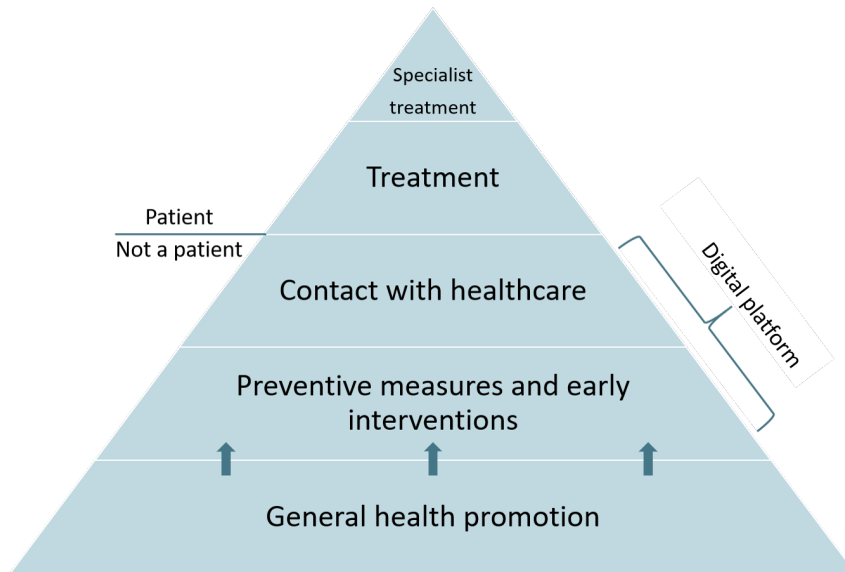 Specialist
treatment
Treatment
Patient
Not a patient
Contact with healthcare
Digital platform
Preventive measures and early
interventions
General health promotion